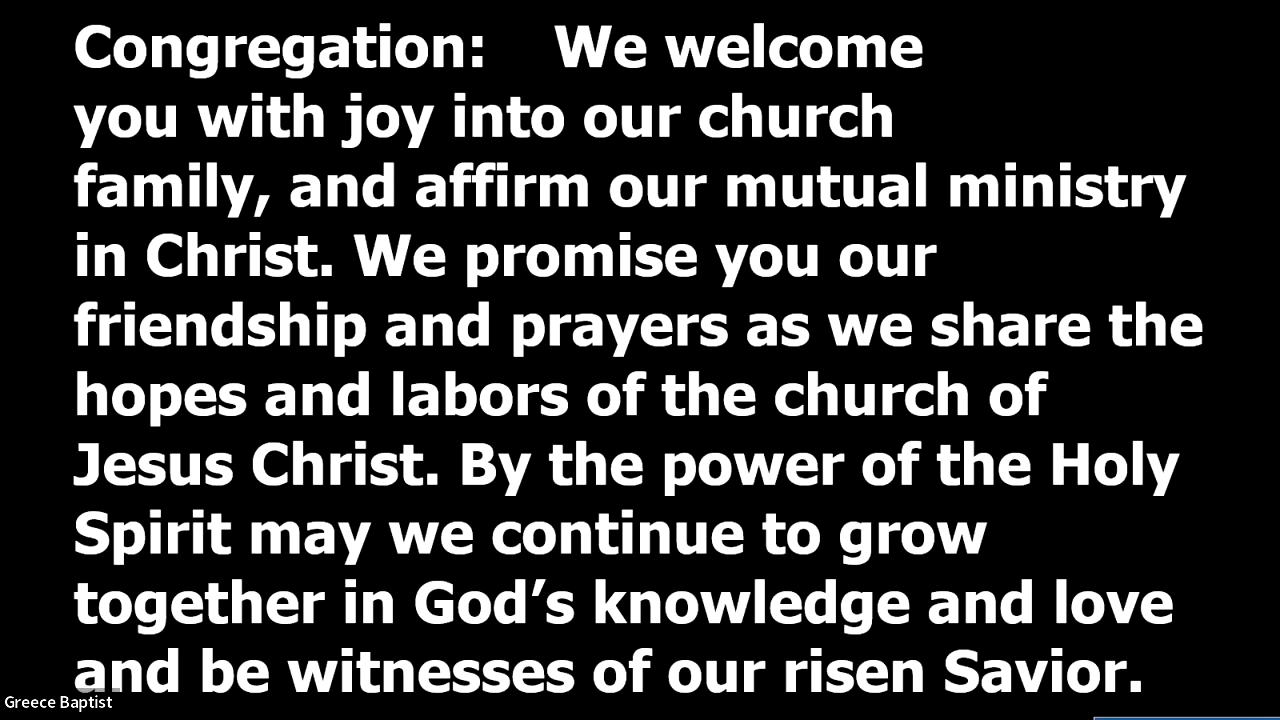 Congregation:    We welcome
you with joy into our church
family, and affirm our mutual ministry
in Christ. We promise you our
friendship and prayers as we share the
hopes and labors of the church of
Jesus Christ. By the power of the Holy
Spirit may we continue to grow
together in God’s knowledge and love
and be witnesses of our risen Savior.
Greece Baptist